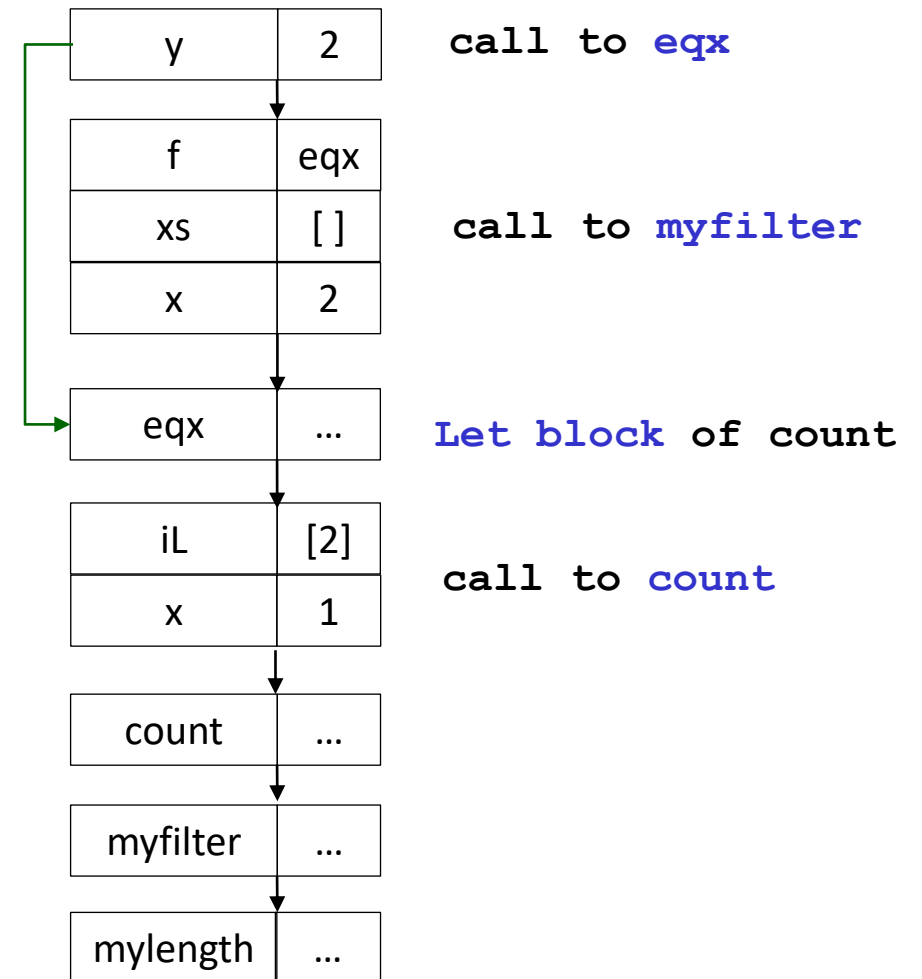 y 2 call to eqx
f eqx
xs [ ] call to myfilter
x 2
eqx … Let block of count
iL [2]
call to count
x 1
count …
myfilter …
mylength …